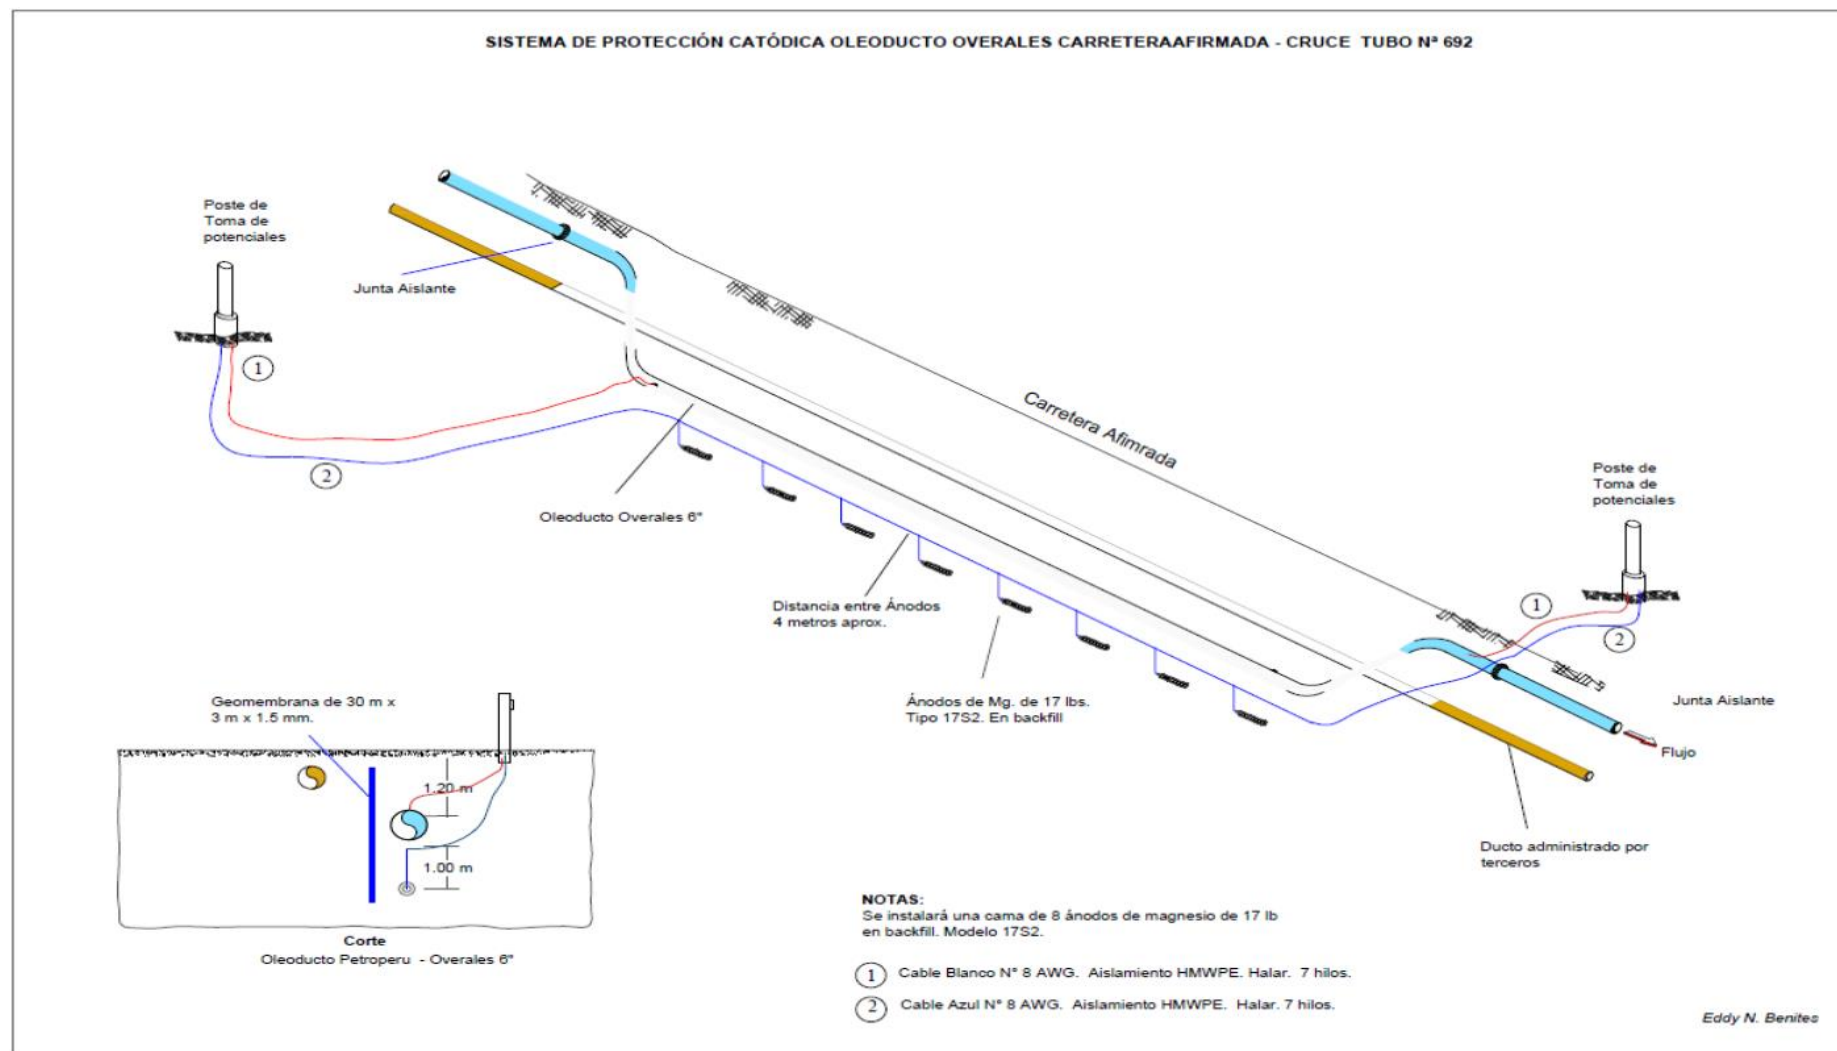 SISTEMA DE PROTECCIÓN CATÓDICA OLEODUCTO OVERALES CARRETERAAFIRMADA - CRUCE TUBO Nª 692
Poste de
Toma de
potenciales
Junta Aislante
1
2
Oleoducto Overales 6"
Carretera Afimrada
Distancia entre Ánodos
4 metros aprox.
Ánodos de Mg. de 17 lbs.
Tipo 17S2. En backfill
Poste de
Toma de
potenciales
1
2
Junta Aislante
Flujo
Ducto administrado por
terceros
Geomembrana de 30 m x
3 m x 1.5 mm.
1.20 m
1.00 m
Corte
Oleoducto Petroperu - Overales 6"
NOTAS:
Se instalará una cama de 8 ánodos de magnesio de 17 lb
en backfill. Modelo 17S2.
1 Cable Blanco N° 8 AWG. Aislamiento HMWPE. Halar. 7 hilos.
2 Cable Azul N° 8 AWG. Aislamiento HMWPE. Halar. 7 hilos.
Eddy N. Benites